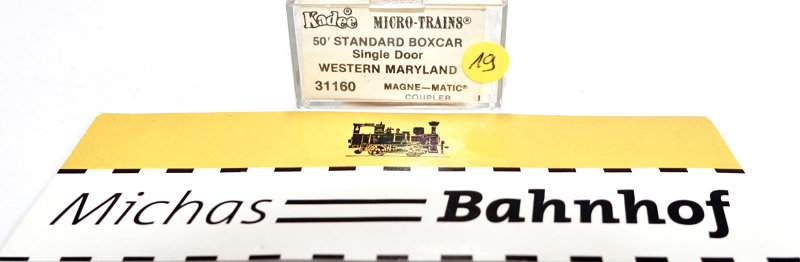 Kadee® MICRO-TRAINS®
50' STANDARD BOXCAR
Single Door
WESTERN MARYLAND
19
31160 MAGNE—MATIC®
COUPLER
Michas Bahnhof